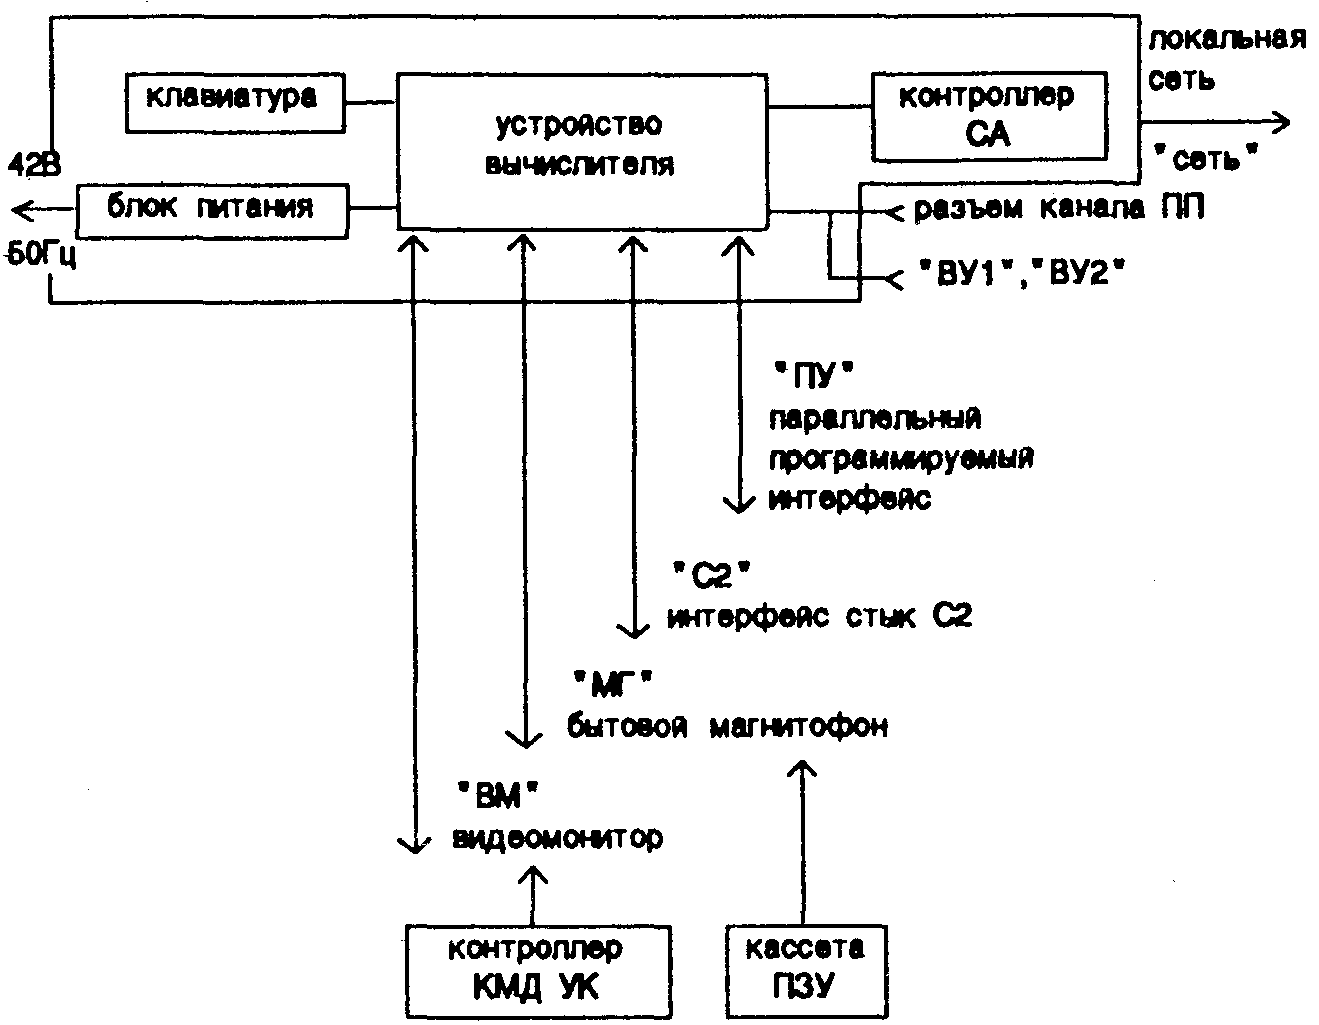 локальная
сеть
"сеть"
клавиатура
устройство
вычислителя
контроллер
СА
42В
50Гц
блок питания
разъем канала ПП
"ВУ1","ВУ2"
"ПУ"
параллельный
программируемый
интерфейс
"С2"
интерфейс стык С2
"МГ"
бытовой магнитофон
"ВМ"
видеомонитор
контроллер
КМД УК
кассета
ПЗУ